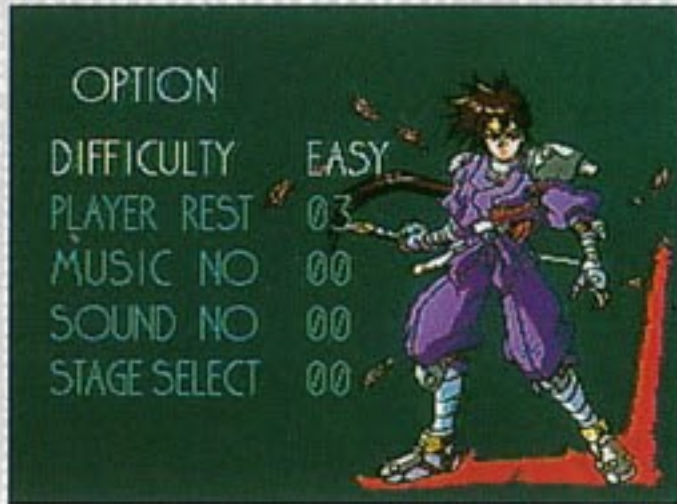 OPTION
DIFFICULTY EASY
PLAYER REST 03
MUSIC NO 00
SOUND NO 00
STAGE SELECT 00